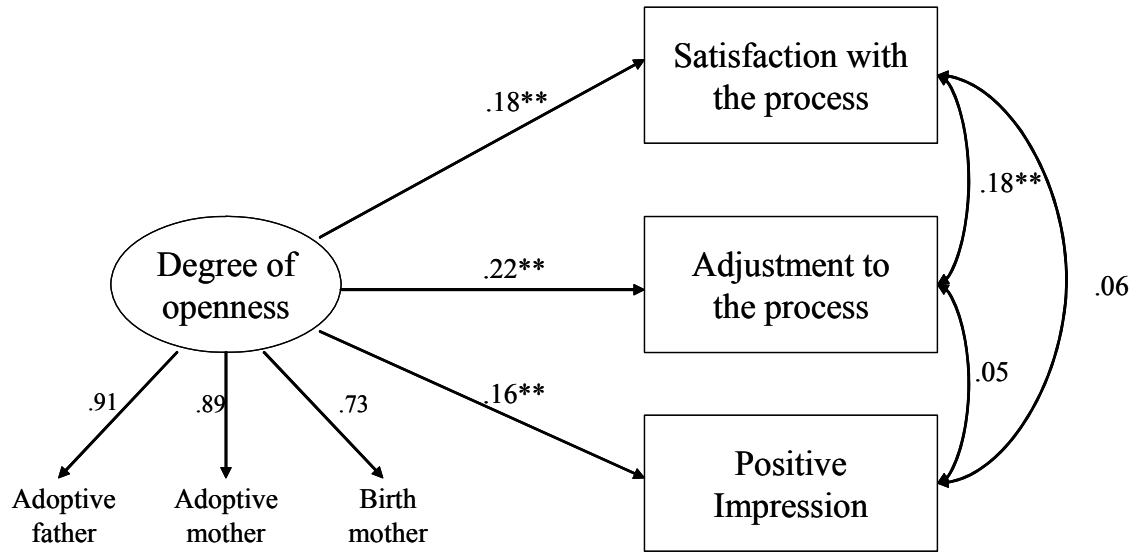 Satisfaction with
the process
.18**
.18**
Degree of
openness
.22**
Adjustment to
the process
.06
.16**
.05
.91
.89
.73
Positive
Impression
Adoptive
father
Adoptive
mother
Birth
mother